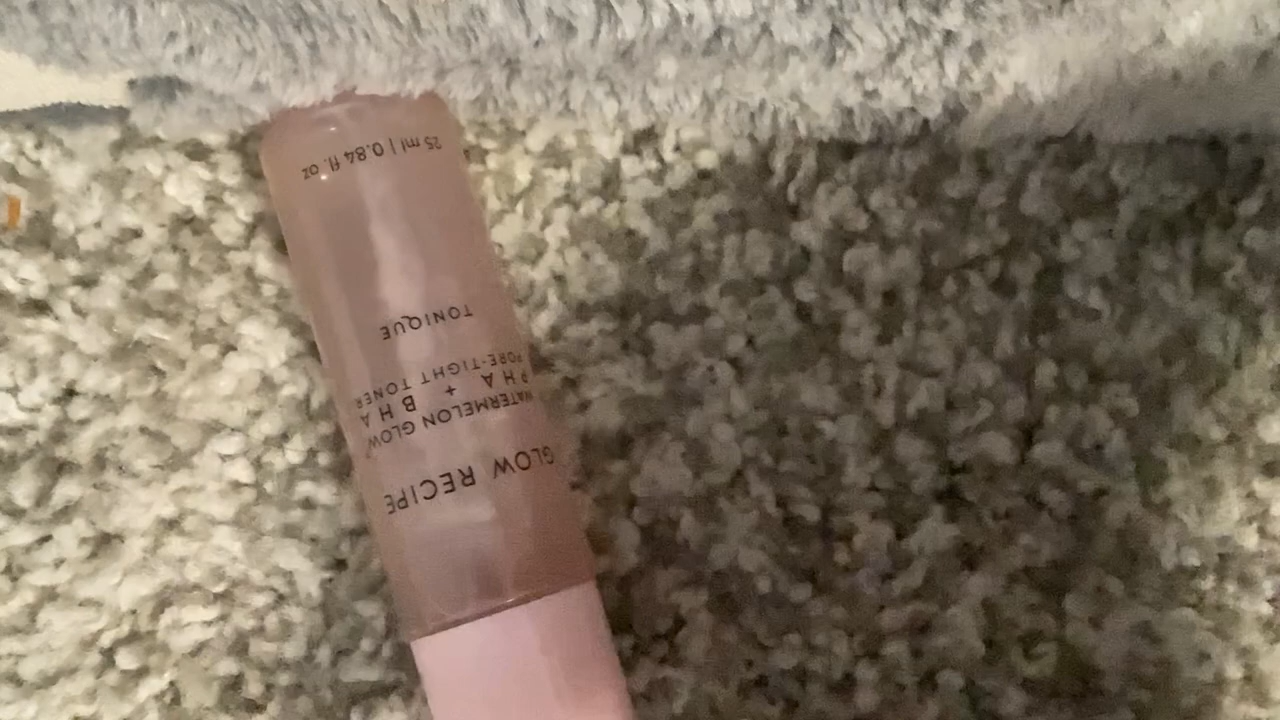 GLOW RECIPE
WATERMELON GLOW
PHA + BHA
PORE-TIGHT TONER
TONIQUE
25 ml | 0.84 fl. oz